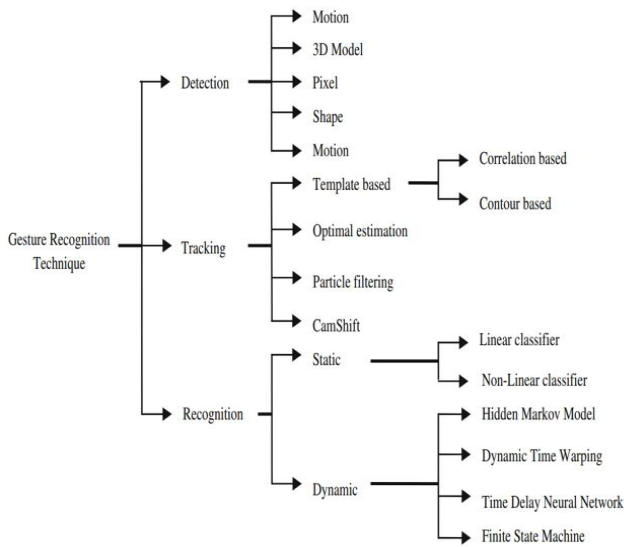 Gesture Recognition
Technique
Detection
Motion
3D Model
Pixel
Shape
Motion
Tracking
Template based
Correlation based
Contour based
Optimal estimation
Particle filtering
CamShift
Recognition
Static
Linear classifier
Non-Linear classifier
Dynamic
Hidden Markov Model
Dynamic Time Warping
Time Delay Neural Network
Finite State Machine